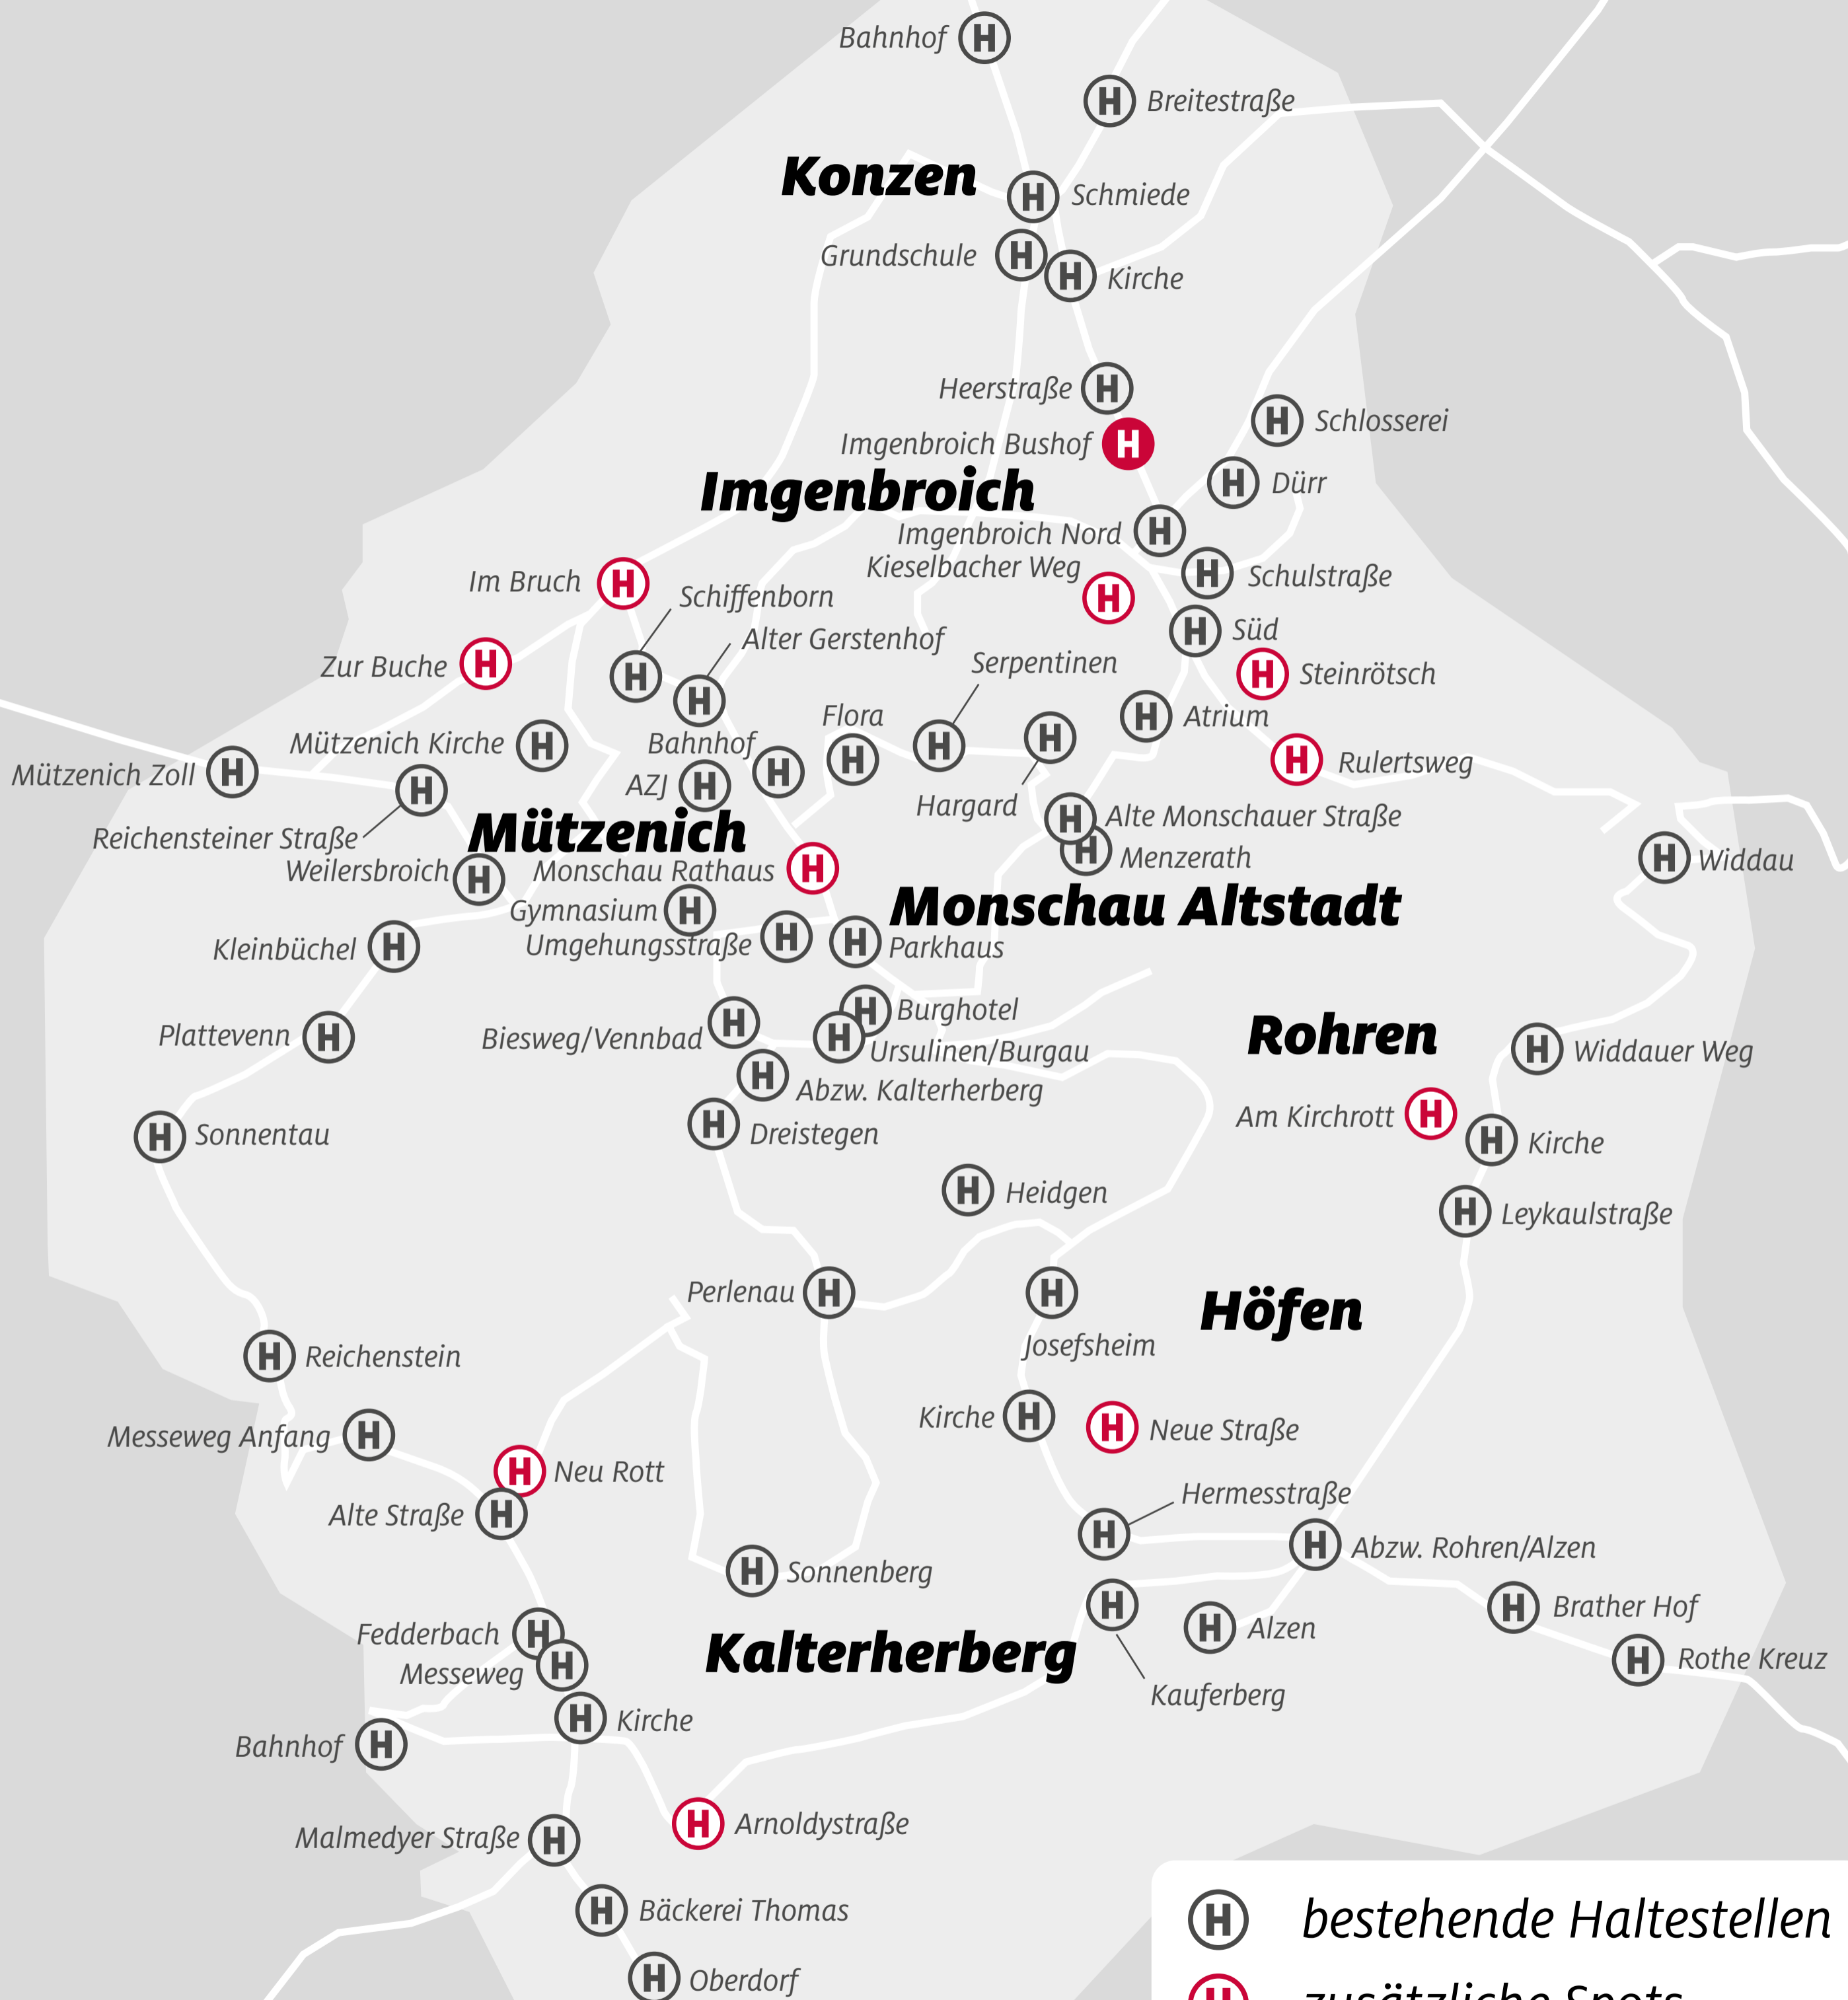 Bahnhof
H
H
Breitestraße
Konzen
H
Schmiede
Grundschule
H
H
Kirche
Heerstraße
H
H
Schlosserei
Imgenbroich Bushof
H
Imgenbroich
H
Dürr
Imgenbroich Nord
H
Kieselbacher Weg
H
H
Schulstraße
Im Bruch
H
Schiffenborn
Alter Gerstenhof
H
Süd
Zur Buche
H
Serpentinen
H
H
H
Steinrötsch
Flora
H
Atrium
Mützenich Kirche
H
Bahnhof
H
H
H
H
H
Rulertsweg
Mützenich Zoll
H
H
AZJ
H
Hargard
H
Alte Monschauer Straße
Reichensteiner Straße
Mützenich
H
Menzerath
H
Widdau
Weilersbroich
H
Monschau Rathaus
H
Monschau Altstadt
Gymnasium
H
Umgehungsstraße
H
H
Parkhaus
Kleinbüchel
H
H
Burghotel
Plattevenn
H
Biesweg/Vennbad
H
H
Ursulinen/Burgau
Rohren
H
Widdauer Weg
H
Abzw. Kalterherberg
Am Kirchrott
H
H
Sonnentau
H
Dreistegen
H
Kirche
H
Heidgen
H
Leykaulstraße
Perlenau
H
H
Josefsheim
Höfen
H
Reichenstein
Messeweg Anfang
H
Kirche
H
H
Neue Straße
H
Neu Rott
Alte Straße
H
Hermesstraße
H
H
Abzw. Rohren/Alzen
H
Sonnenberg
H
Kauferberg
H
Alzen
H
Brather Hof
Fedderbach
H
Kalterherberg
Messeweg
H
H
Rothe Kreuz
H
Kirche
Bahnhof
H
H
Arnoldystraße
Malmedyer Straße
H
H
Bäckerei Thomas
H
Oberdorf
H
bestehende Haltestellen
H
zusätzliche Spots